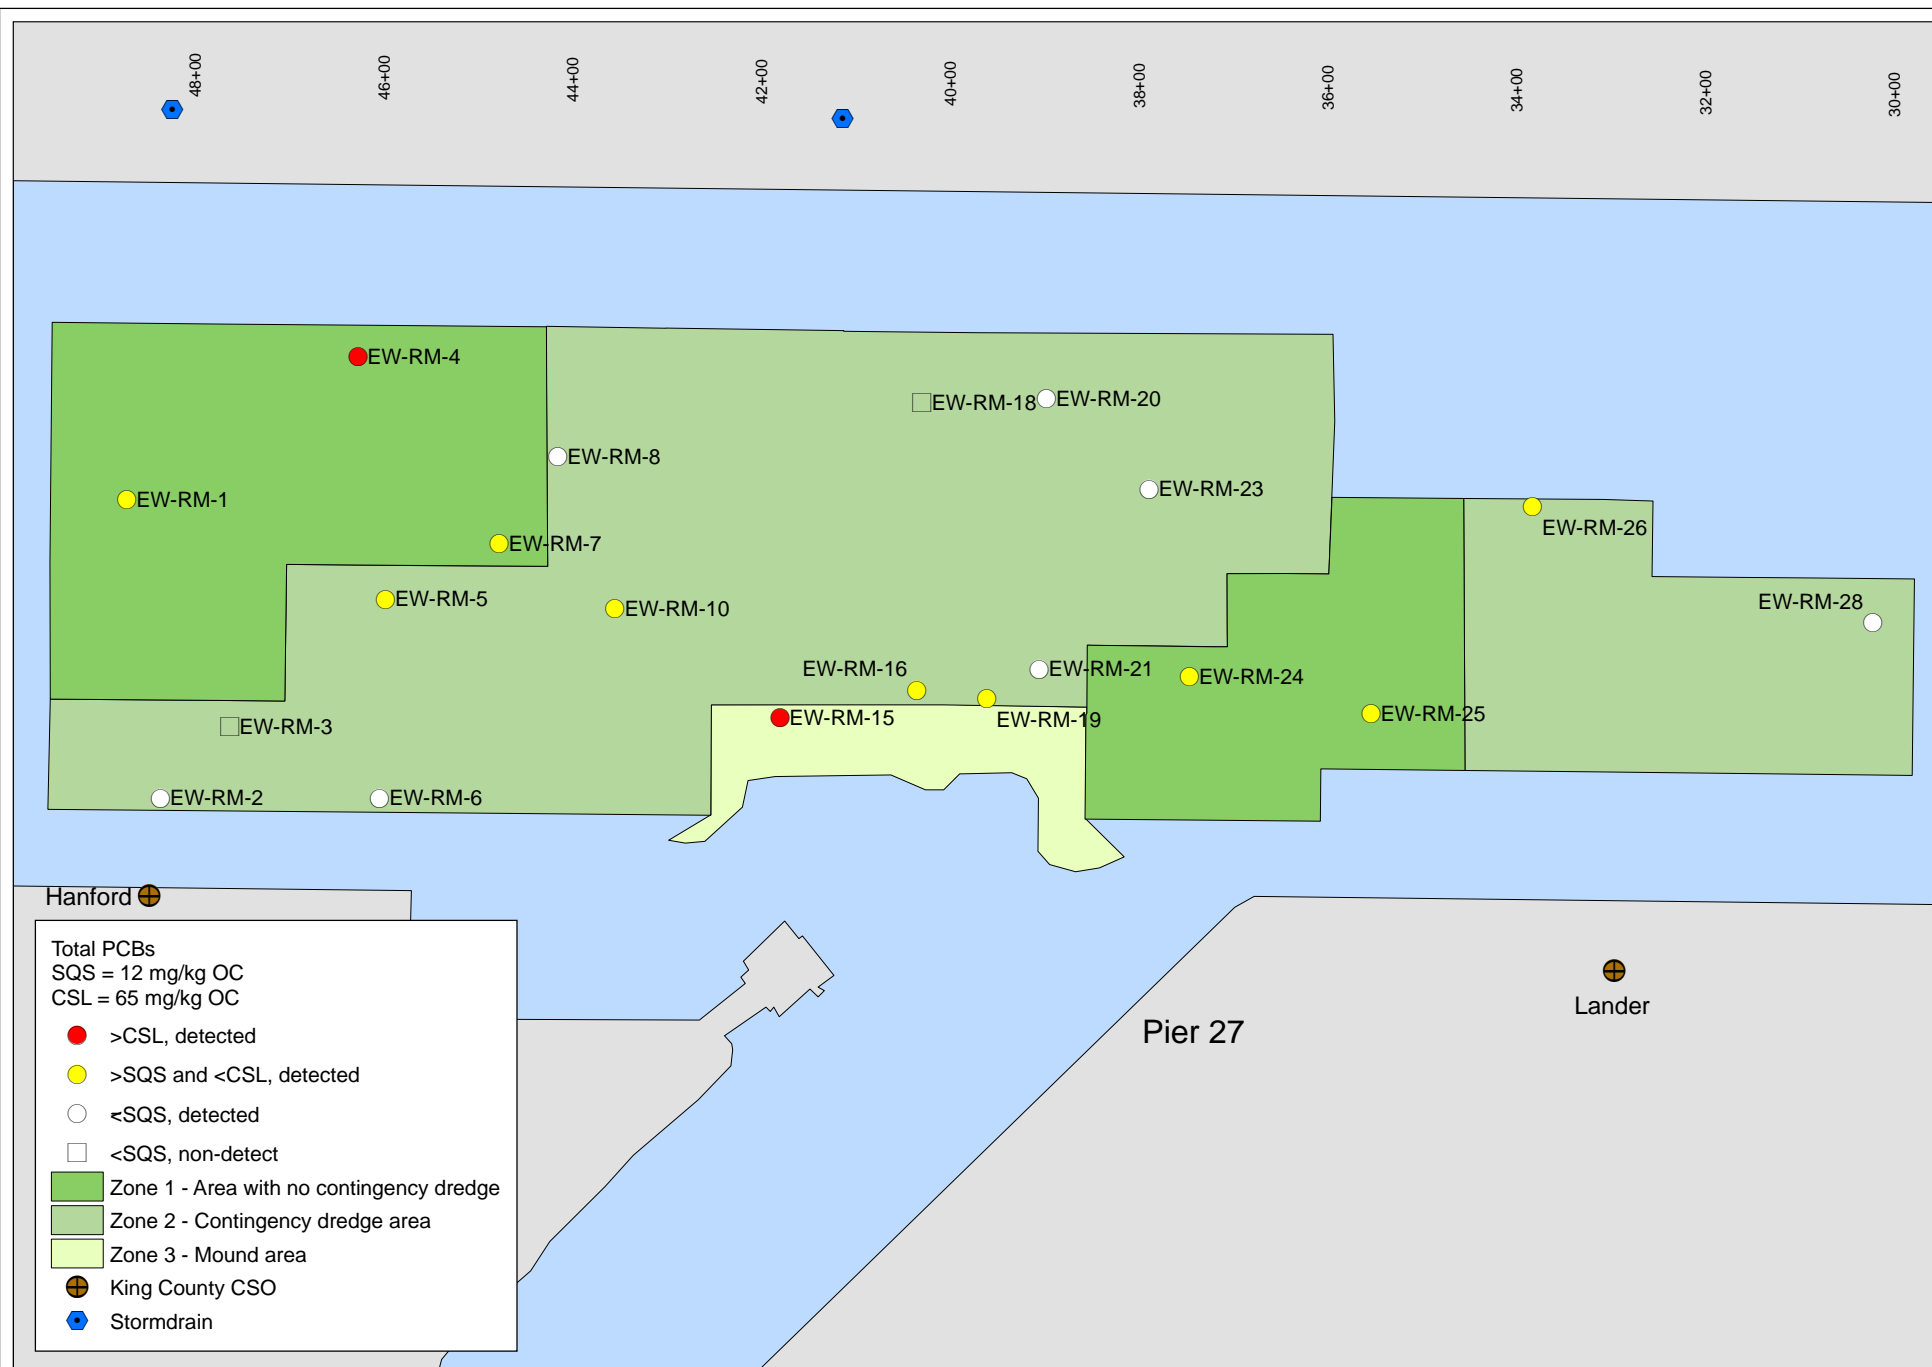 48+00
46+00
44+00
42+00
40+00
38+00
36+00
34+00
32+00
30+00
EW-RM-4
EW-RM-18
EW-RM-20
EW-RM-8
EW-RM-23
EW-RM-1
EW-RM-26
EW-RM-7
EW-RM-5
EW-RM-10
EW-RM-28
EW-RM-16
EW-RM-21
EW-RM-24
EW-RM-15
EW-RM-19
EW-RM-25
EW-RM-3
EW-RM-2
EW-RM-6
Hanford
Lander
Pier 27
Total PCBs
SQS = 12 mg/kg OC
CSL = 65 mg/kg OC
>CSL, detected
>SQS and <CSL, detected
<SQS, detected
<SQS, non-detect
Zone 1 - Area with no contingency dredge
Zone 2 - Contingency dredge area
Zone 3 - Mound area
King County CSO
Stormdrain